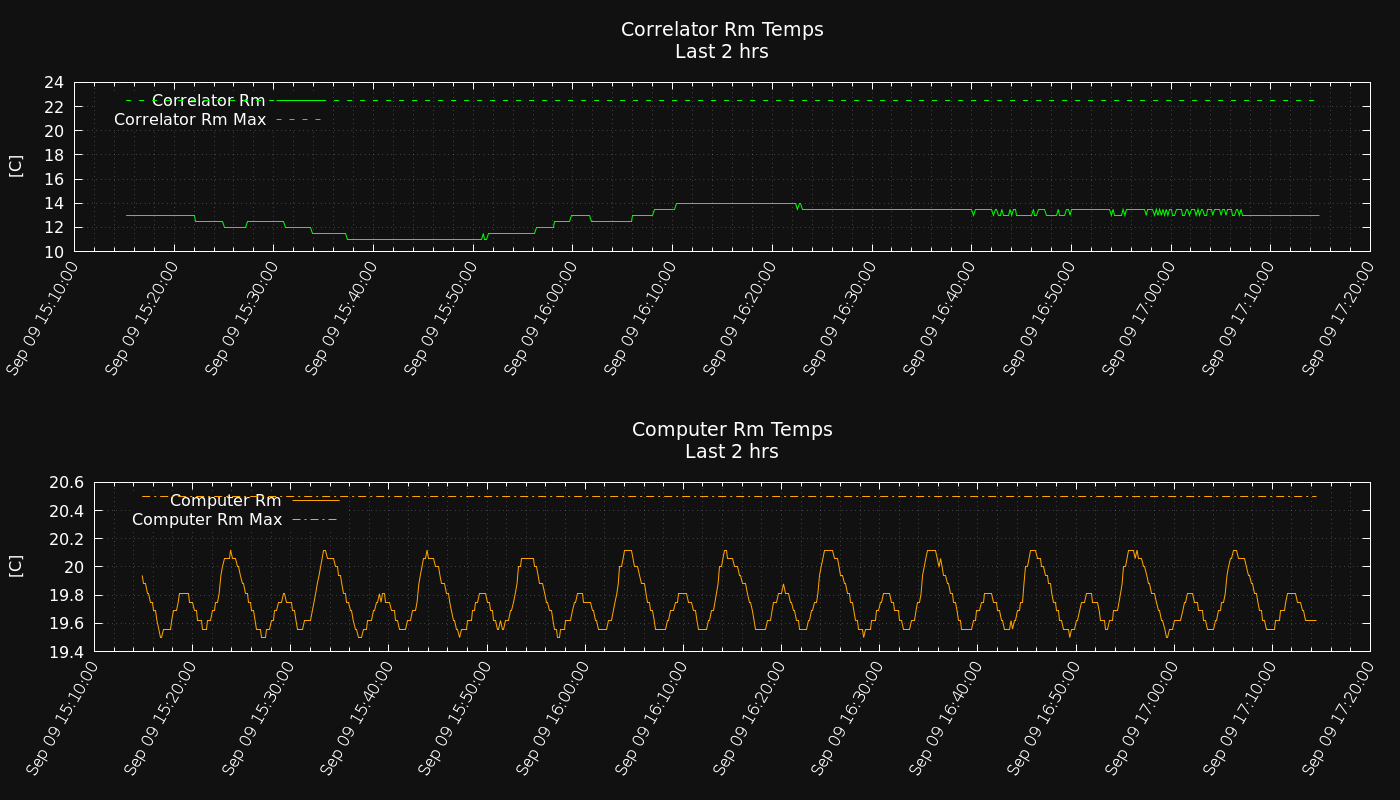 Correlator Rm Temps
Last 2 hrs
24
22
20
18
16
14
12
10
[C]
Correlator Rm
Correlator Rm Max
Sep 09 15:10:00
Sep 09 15:20:00
Sep 09 15:30:00
Sep 09 15:40:00
Sep 09 15:50:00
Sep 09 16:00:00
Sep 09 16:10:00
Sep 09 16:20:00
Sep 09 16:30:00
Sep 09 16:40:00
Sep 09 16:50:00
Sep 09 17:00:00
Sep 09 17:10:00
Sep 09 17:20:00
Computer Rm Temps
Last 2 hrs
20.6
20.4
20.2
20
19.8
19.6
19.4
[C]
Computer Rm
Computer Rm Max
Sep 09 15:10:00
Sep 09 15:20:00
Sep 09 15:30:00
Sep 09 15:40:00
Sep 09 15:50:00
Sep 09 16:00:00
Sep 09 16:10:00
Sep 09 16:20:00
Sep 09 16:30:00
Sep 09 16:40:00
Sep 09 16:50:00
Sep 09 17:00:00
Sep 09 17:10:00
Sep 09 17:20:00